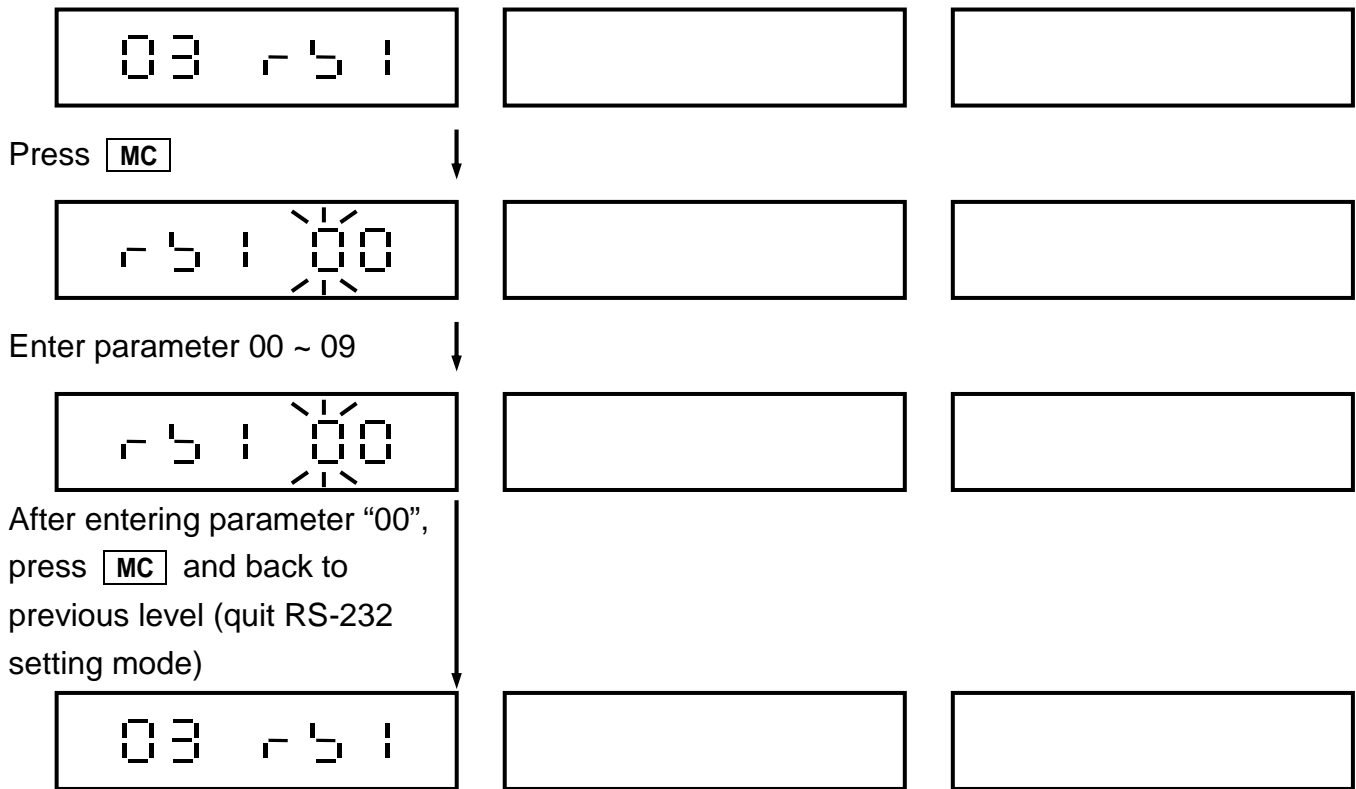 03 rS1
Press MC
rS1 00
Enter parameter 00 ~ 09
rS1 00
After entering parameter “00”,
press MC and back to
previous level (quit RS-232
setting mode)
03 rS1